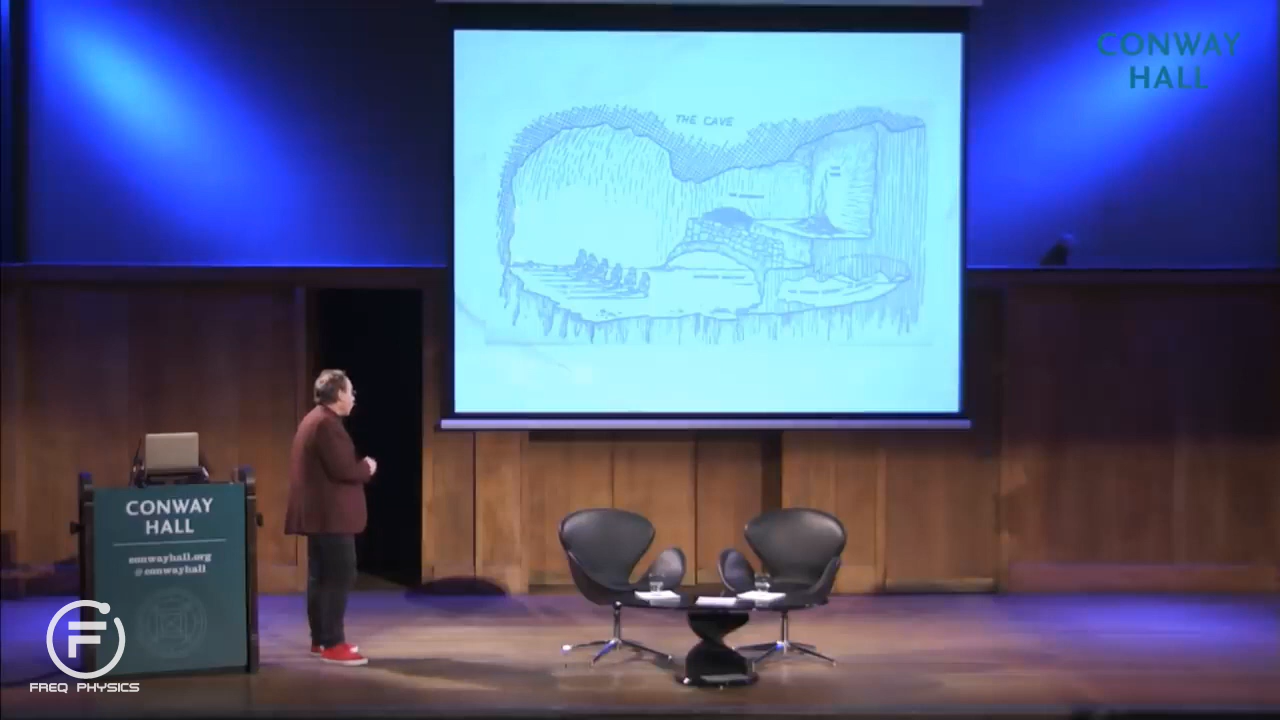 CONWAY
HALL
THE CAVE
CONWAY
HALL
conwayhall.org
@conwayhall
FREQ PHYSICS